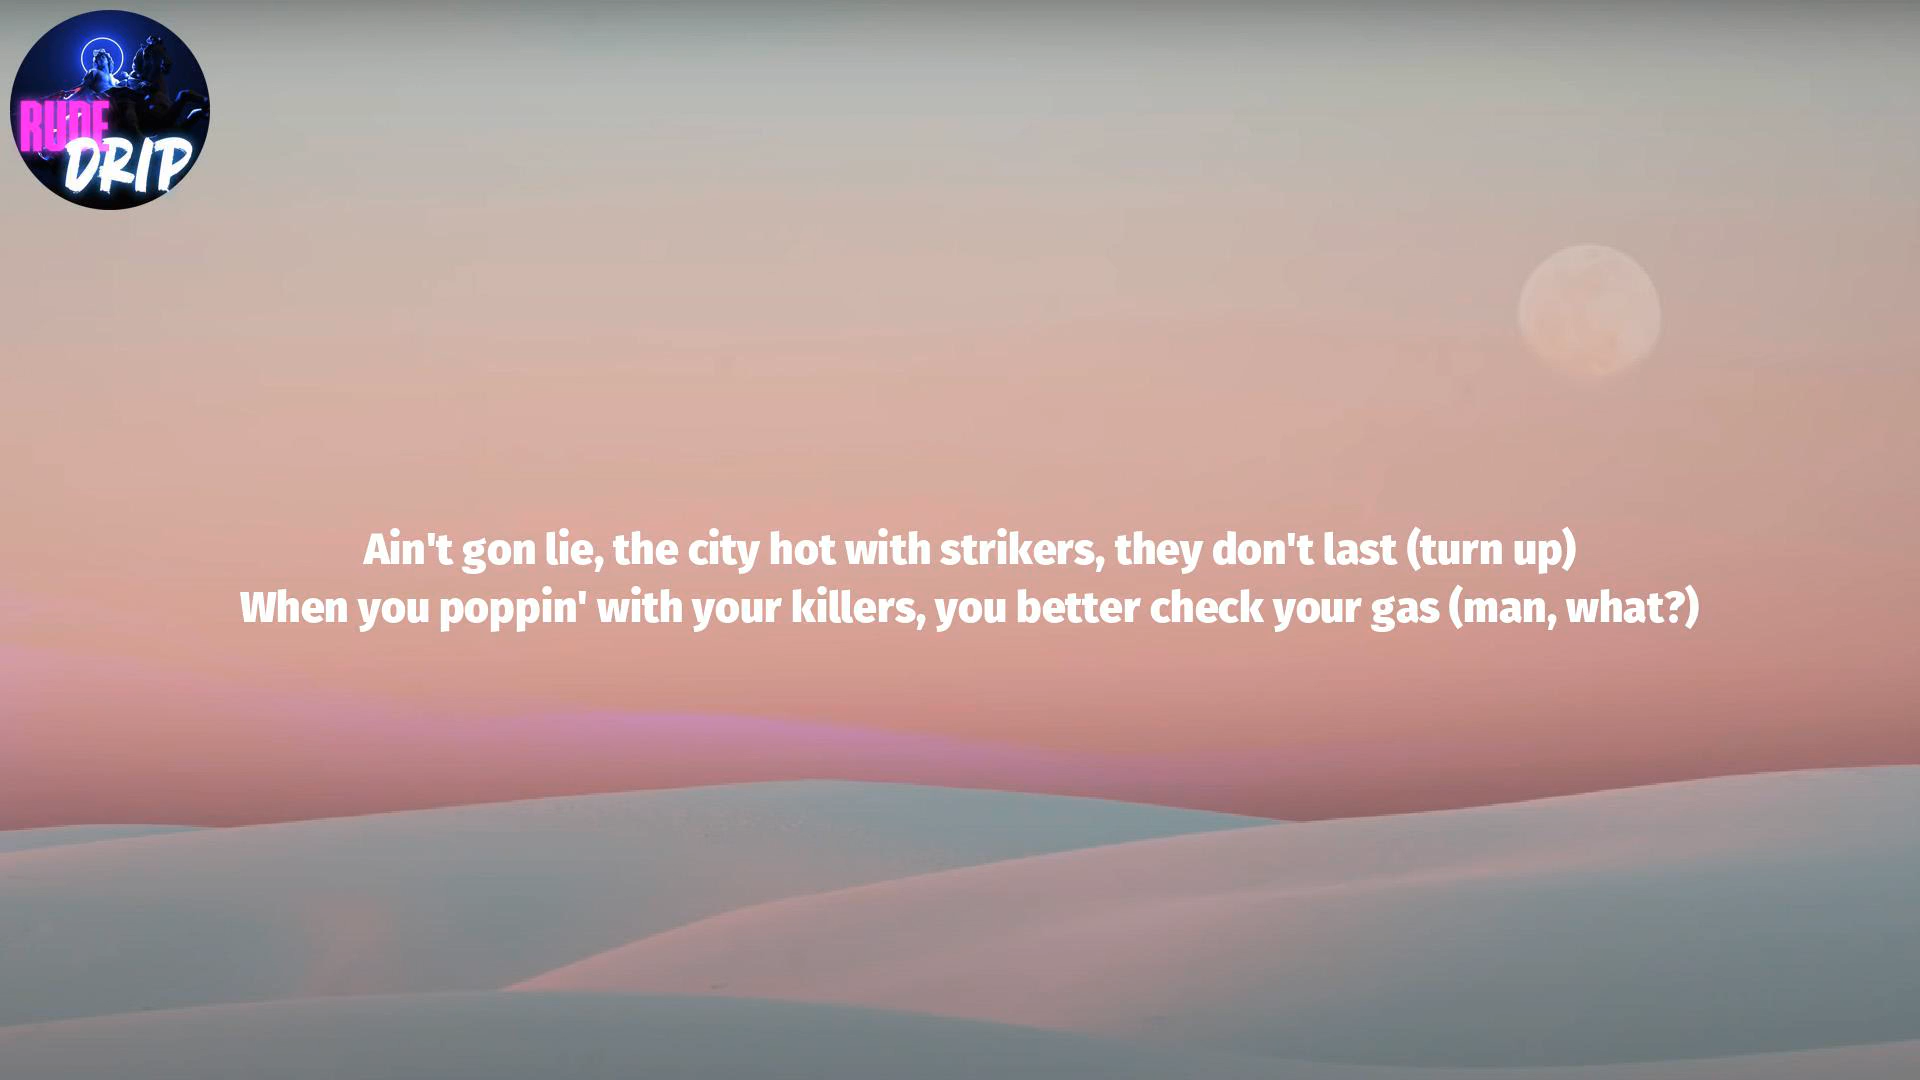 RUDE
DRIP
Ain't gon lie, the city hot with strikers, they don't last (turn up)
When you poppin' with your killers, you better check your gas (man, what?)